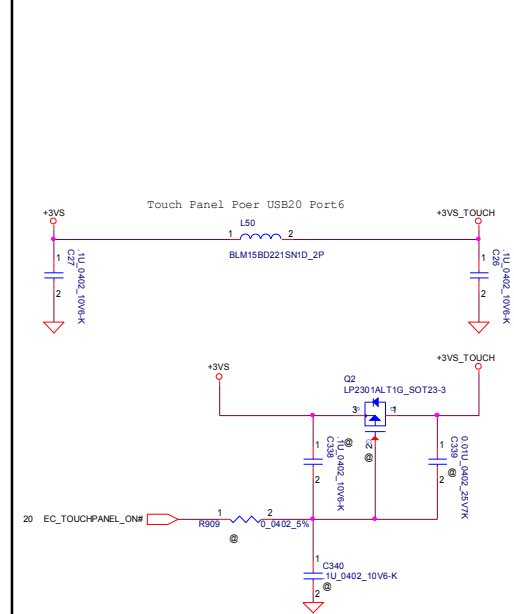 Touch Panel Poer USB20 Port6
+3VS
L50
+3VS_TOUCH
1
2
BLM15BD221SN1D_2P
1
2
C27
.1U_0402_10V6-K
1
2
C26
.1U_0402_10V6-K
+3VS
+3VS_TOUCH
Q2
LP2301ALT1G_SOT23-3
3
1
2
@
@
1
2
C338
.1U_0402_10V6-K
1
2
C339
0.01U_0402_25V7K
@
20 EC_TOUCHPANEL_ON#
1
2
R909
0_0402_5%
@
1
2
C340
.1U_0402_10V6-K
@